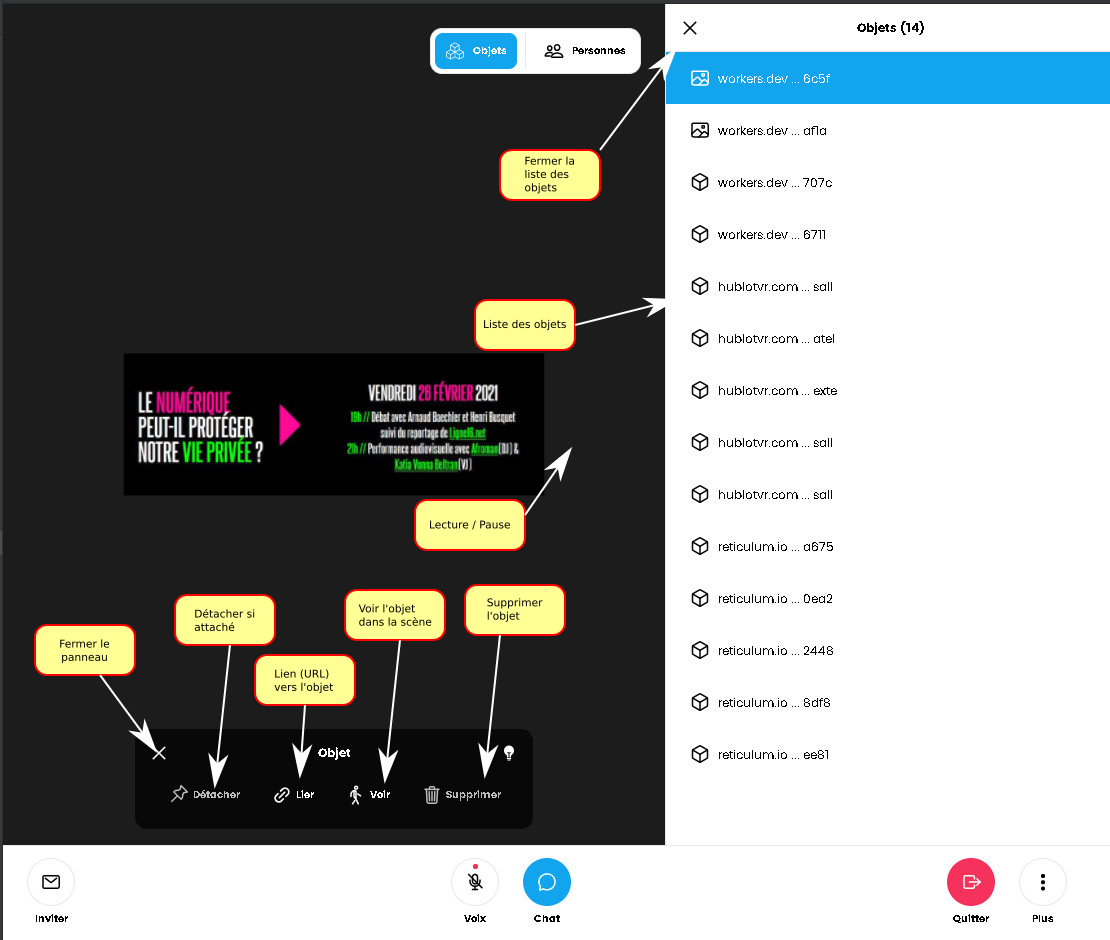 Objets
Personnes
Objets (14)
workers.dev ... 6c5f
workers.dev ... af1a
workers.dev ... 707c
workers.dev ... 6711
hublotvr.com ... sall
hublotvr.com ... atel
hublotvr.com ... exte
hublotvr.com ... sall
hublotvr.com ... sall
reticulum.io ... a675
reticulum.io ... 0ea2
reticulum.io ... 2448
reticulum.io ... 8df8
reticulum.io ... ee81
Fermer la
liste des
objets
Liste des objets
LE NUMÉRIQUE
PEUT-IL PROTÉGER
NOTRE VIE PRIVÉE ?
VENDREDI 26 FÉVRIER 2021
19h // Débat avec Arnaud Baechler et Henri Busquet
suivi du reportage de Ligne16.net
21h // Performance audiovisuelle avec Afroman(DJ) &
Katia Vonna Beltran(VJ)
Lecture / Pause
Détacher si
attaché
Voir l'objet
dans la scène
Supprimer
l'objet
Fermer le
panneau
Lien (URL)
vers l'objet
Objet
Détacher
Lier
Voir
Supprimer
Inviter
Voix
Chat
Quitter
Plus